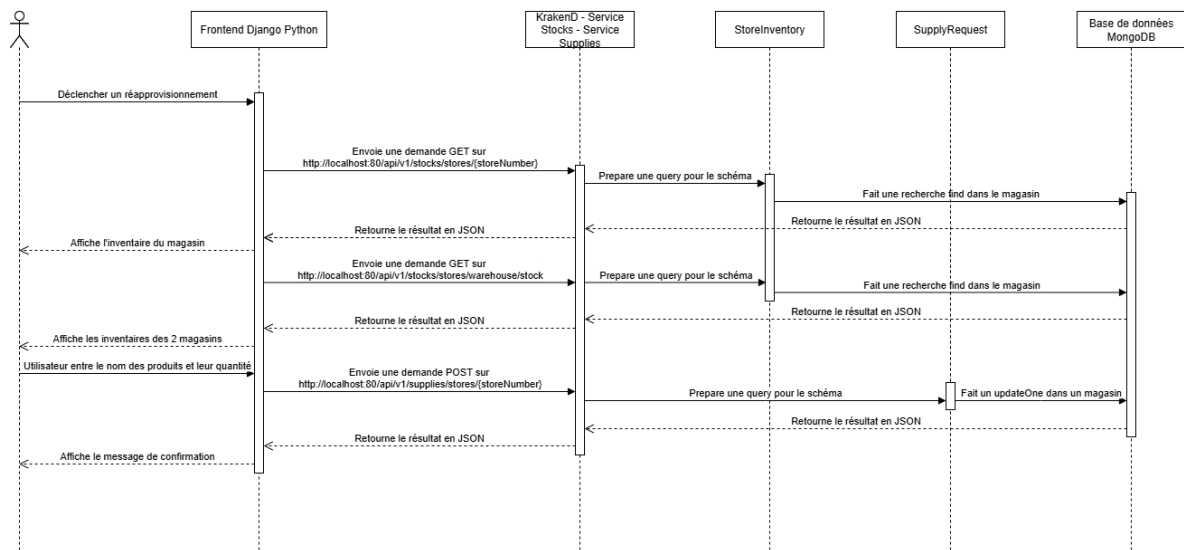 Frontend Django Python
KrakenD - Service
Stocks - Service
Supplies
StoreInventory
SupplyRequest
Base de données
MongoDB
Déclencher un réapprovisionnement
Envoie une demande GET sur
http://localhost:80/api/v1/stocks/stores/{storeNumber}
Prepare une query pour le schéma
Fait une recherche find dans le magasin
Retourne le résultat en JSON
Retourne le résultat en JSON
Affiche l'inventaire du magasin
Envoie une demande GET sur
http://localhost:80/api/v1/stocks/stores/warehouse/stock
Prepare une query pour le schéma
Fait une recherche find dans le magasin
Retourne le résultat en JSON
Retourne le résultat en JSON
Affiche les inventaires des 2 magasins
Utilisateur entre le nom des produits et leur quantité
Envoie une demande POST sur
http://localhost:80/api/v1/supplies/stores/{storeNumber}
Prepare une query pour le schéma
Fait un updateOne dans un magasin
Retourne le résultat en JSON
Retourne le résultat en JSON
Affiche le message de confirmation